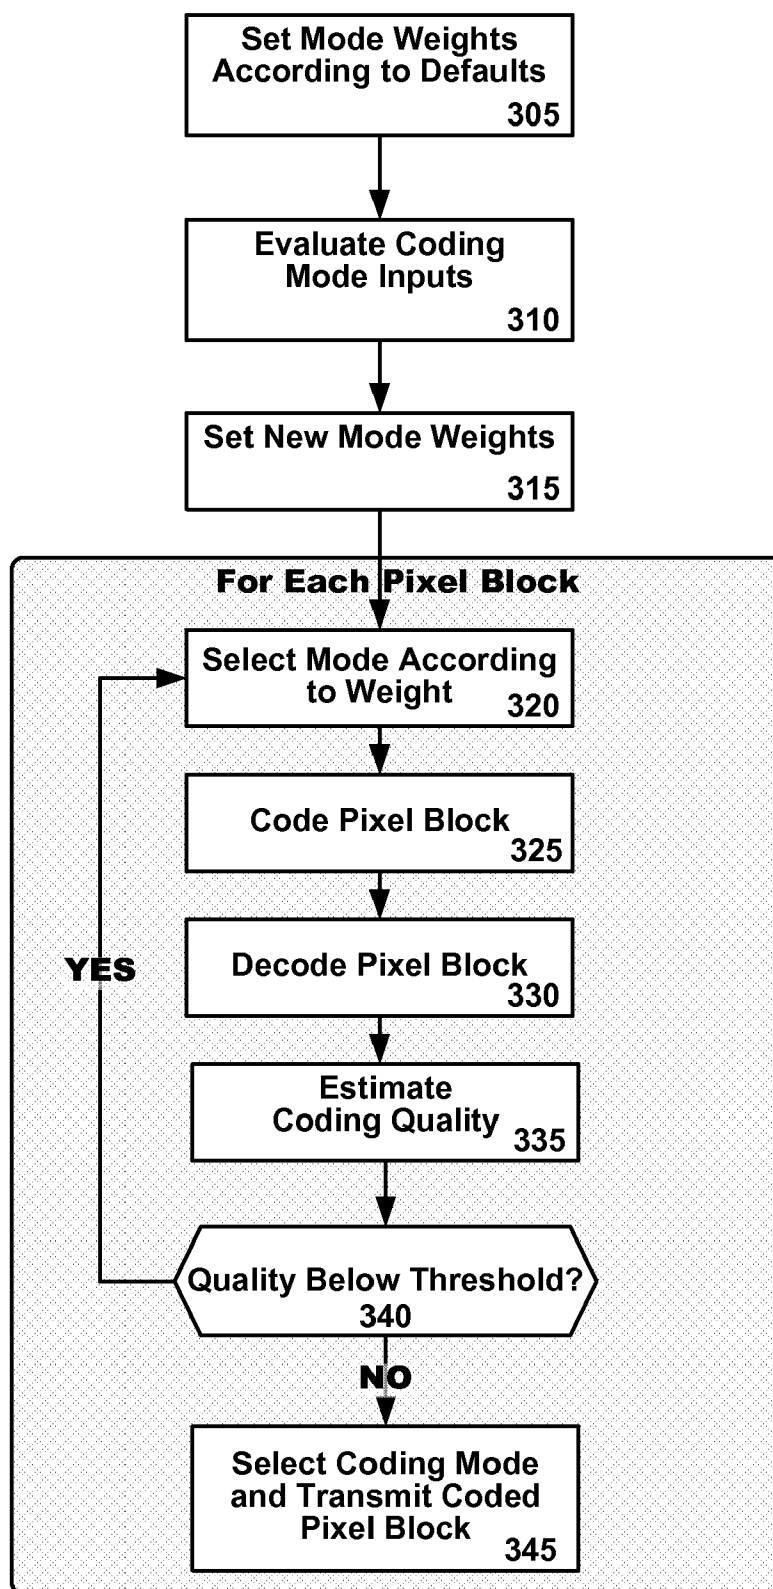 Set Mode Weights
According to Defaults
305
Evaluate Coding
Mode Inputs
310
Set New Mode Weights
315
For Each Pixel Block
Select Mode According
to Weight
320
Code Pixel Block
325
Decode Pixel Block
330
YES
Estimate
Coding Quality
335
Quality Below Threshold?
340
NO
Select Coding Mode
and Transmit Coded
Pixel Block
345